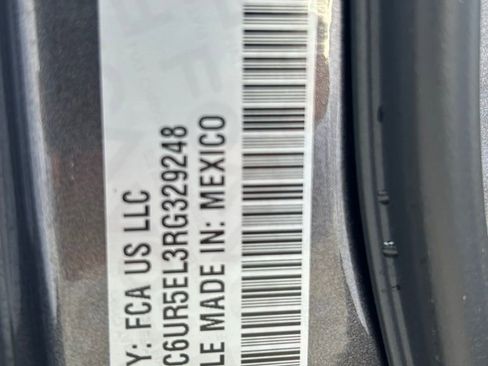 Y: FCA US LLC
C6UR5EL3RG329248
LE MADE IN: MEXICO